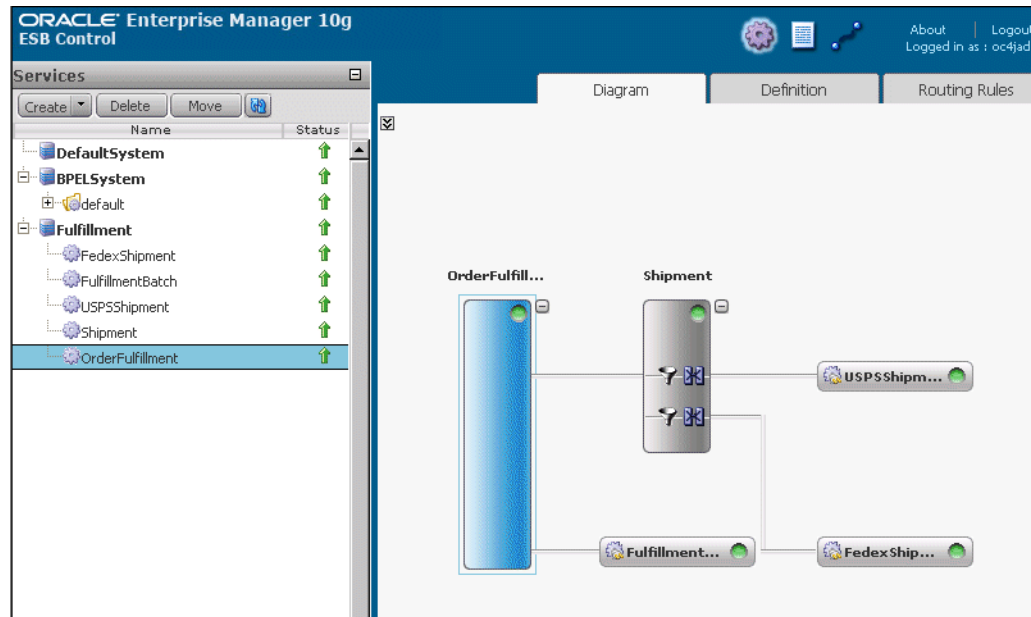 ORACLE Enterprise Manager 10g
ESB Control
About | Logout
Logged in as : oc4jad
Services
Create Delete Move
Name Status
DefaultSystem
BPELSystem
default
Fulfillment
FedexShipment
FulfillmentBatch
USPSShipment
Shipment
OrderFulfillment
Diagram Definition Routing Rules
OrderFulfill... Shipment
USPSShipm...
Fulfillment... FedexShip...